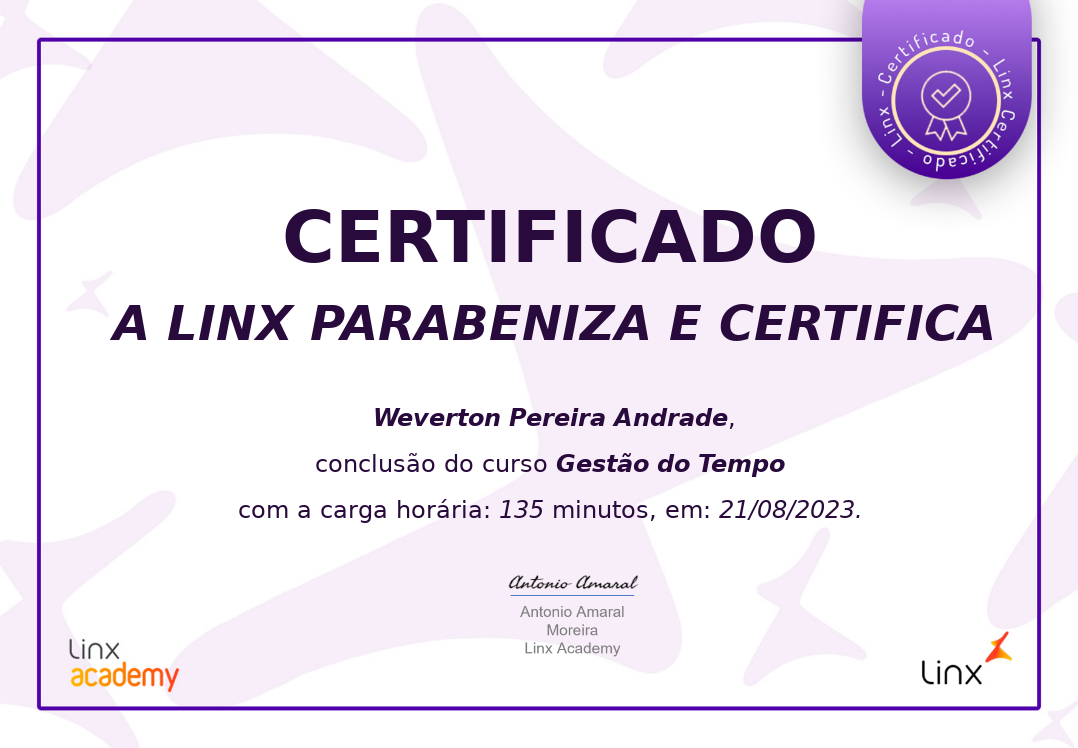 Certificado - Linx Certificado - Linx -
CERTIFICADO
A LINX PARABENIZA E CERTIFICA
Weverton Pereira Andrade,
conclusão do curso Gestão do Tempo
com a carga horária: 135 minutos, em: 21/08/2023.
Antonio Amaral
Antonio Amaral
Moreira
Linx Academy
Linx
academy
Linx